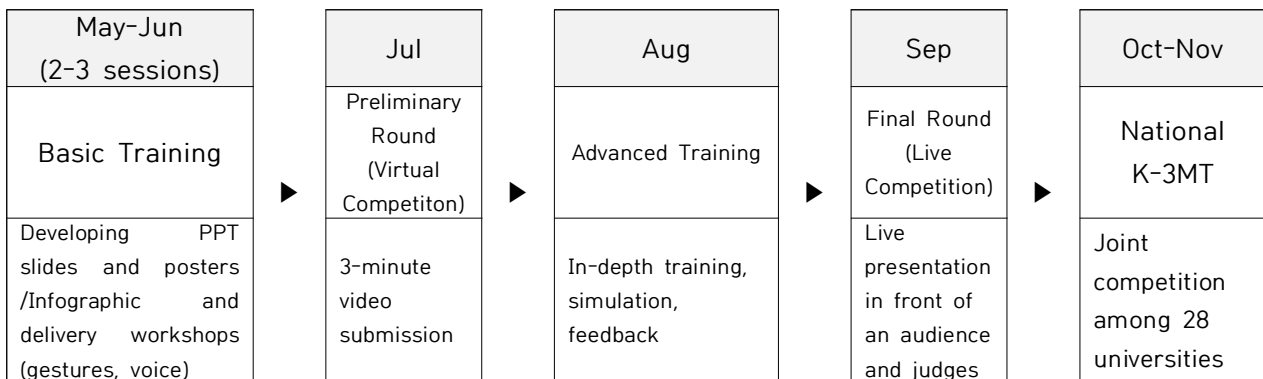 May-Jun
(2-3 sessions)
Basic Training
Developing PPT
slides and posters
/Infographic and
delivery workshops
(gestures, voice)
Jul
Preliminary
Round
(Virtual
Competiton)
3-minute
video
submission
Aug
Advanced Training
In-depth training,
simulation,
feedback
Sep
Final Round
(Live
Competition)
Live
presentation
in front of
an audience
and judges
Oct-Nov
National
K-3MT
Joint
competition
among 28
universities